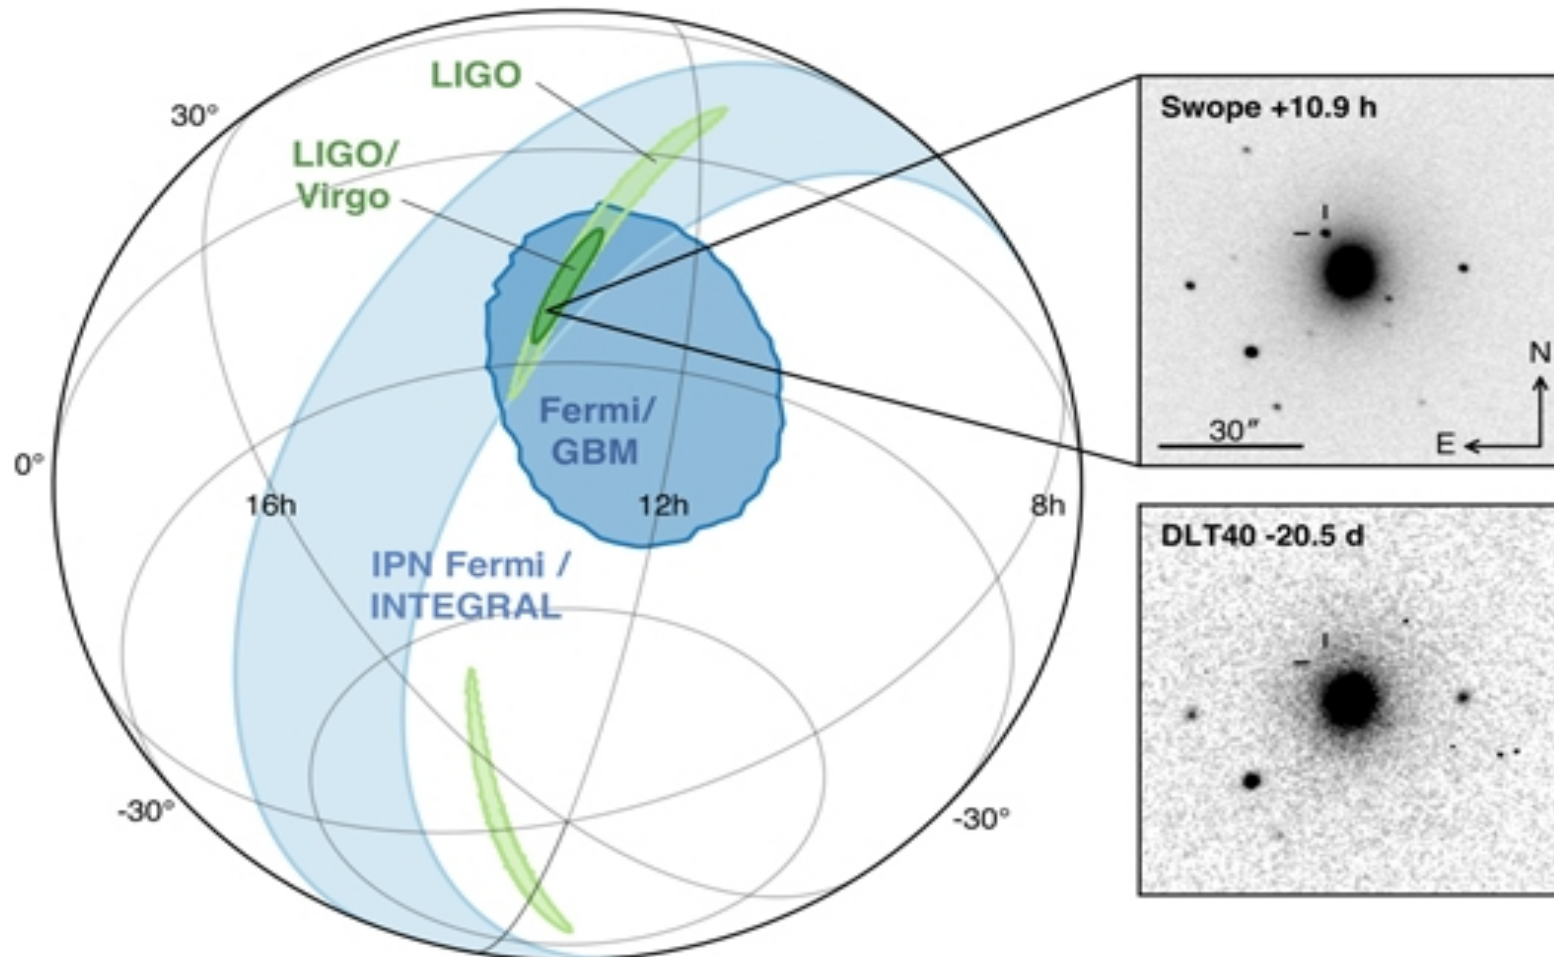 LIGO
30°
LIGO/
Virgo
Fermi/
GBM
0°
16h
12h
8h
IPN Fermi /
INTEGRAL
-30°
-30°
Swope +10.9 h
N
30"
E
DLT40 -20.5 d